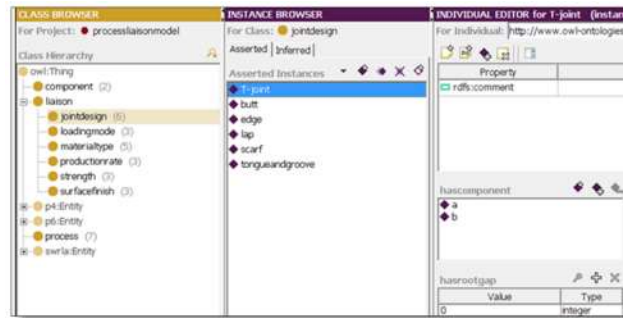 CLASS BROWSER
For Project: processliaisonmodel
Class Hierarchy
owl:Thing
component (2)
liaison
jointdesign (6)
loadingmode (3)
materialtype (5)
productionrate (3)
strength (3)
surfacefinish (3)
p4:Entity
p6:Entity
process (7)
swrla:Entity
INSTANCE BROWSER
For Class: jointdesign
Asserted Inferred
Asserted Instances
T-joint
butt
edge
lap
scarf
tongueandgroove
INDIVIDUAL EDITOR for T-joint (instan
For Individual: http://www.owl-ontologies
Property
rdfs:comment
hascomponent
a
b
hasrootgap
Value Type
0 integer